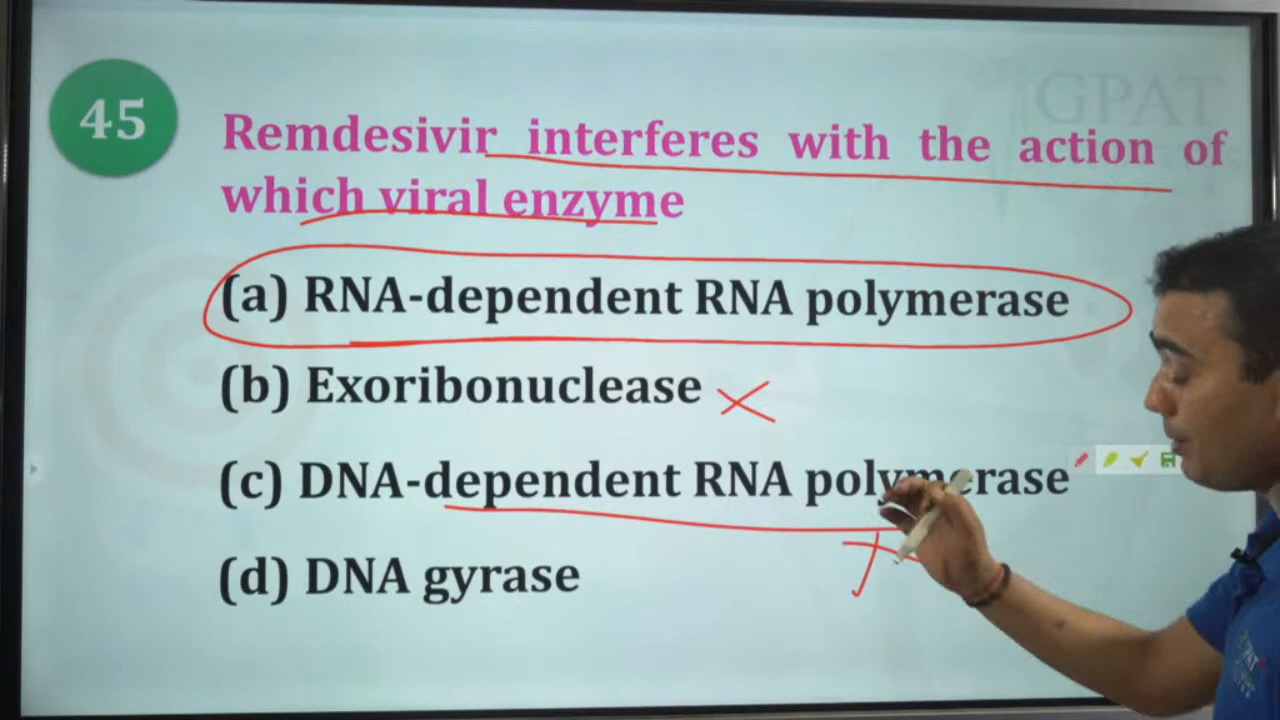 GPAT
45
Remdesivir interferes with the action of
which viral enzyme
(a) RNA-dependent RNA polymerase
(b) Exoribonuclease
(c) DNA-dependent RNA polymerase
(d) DNA gyrase